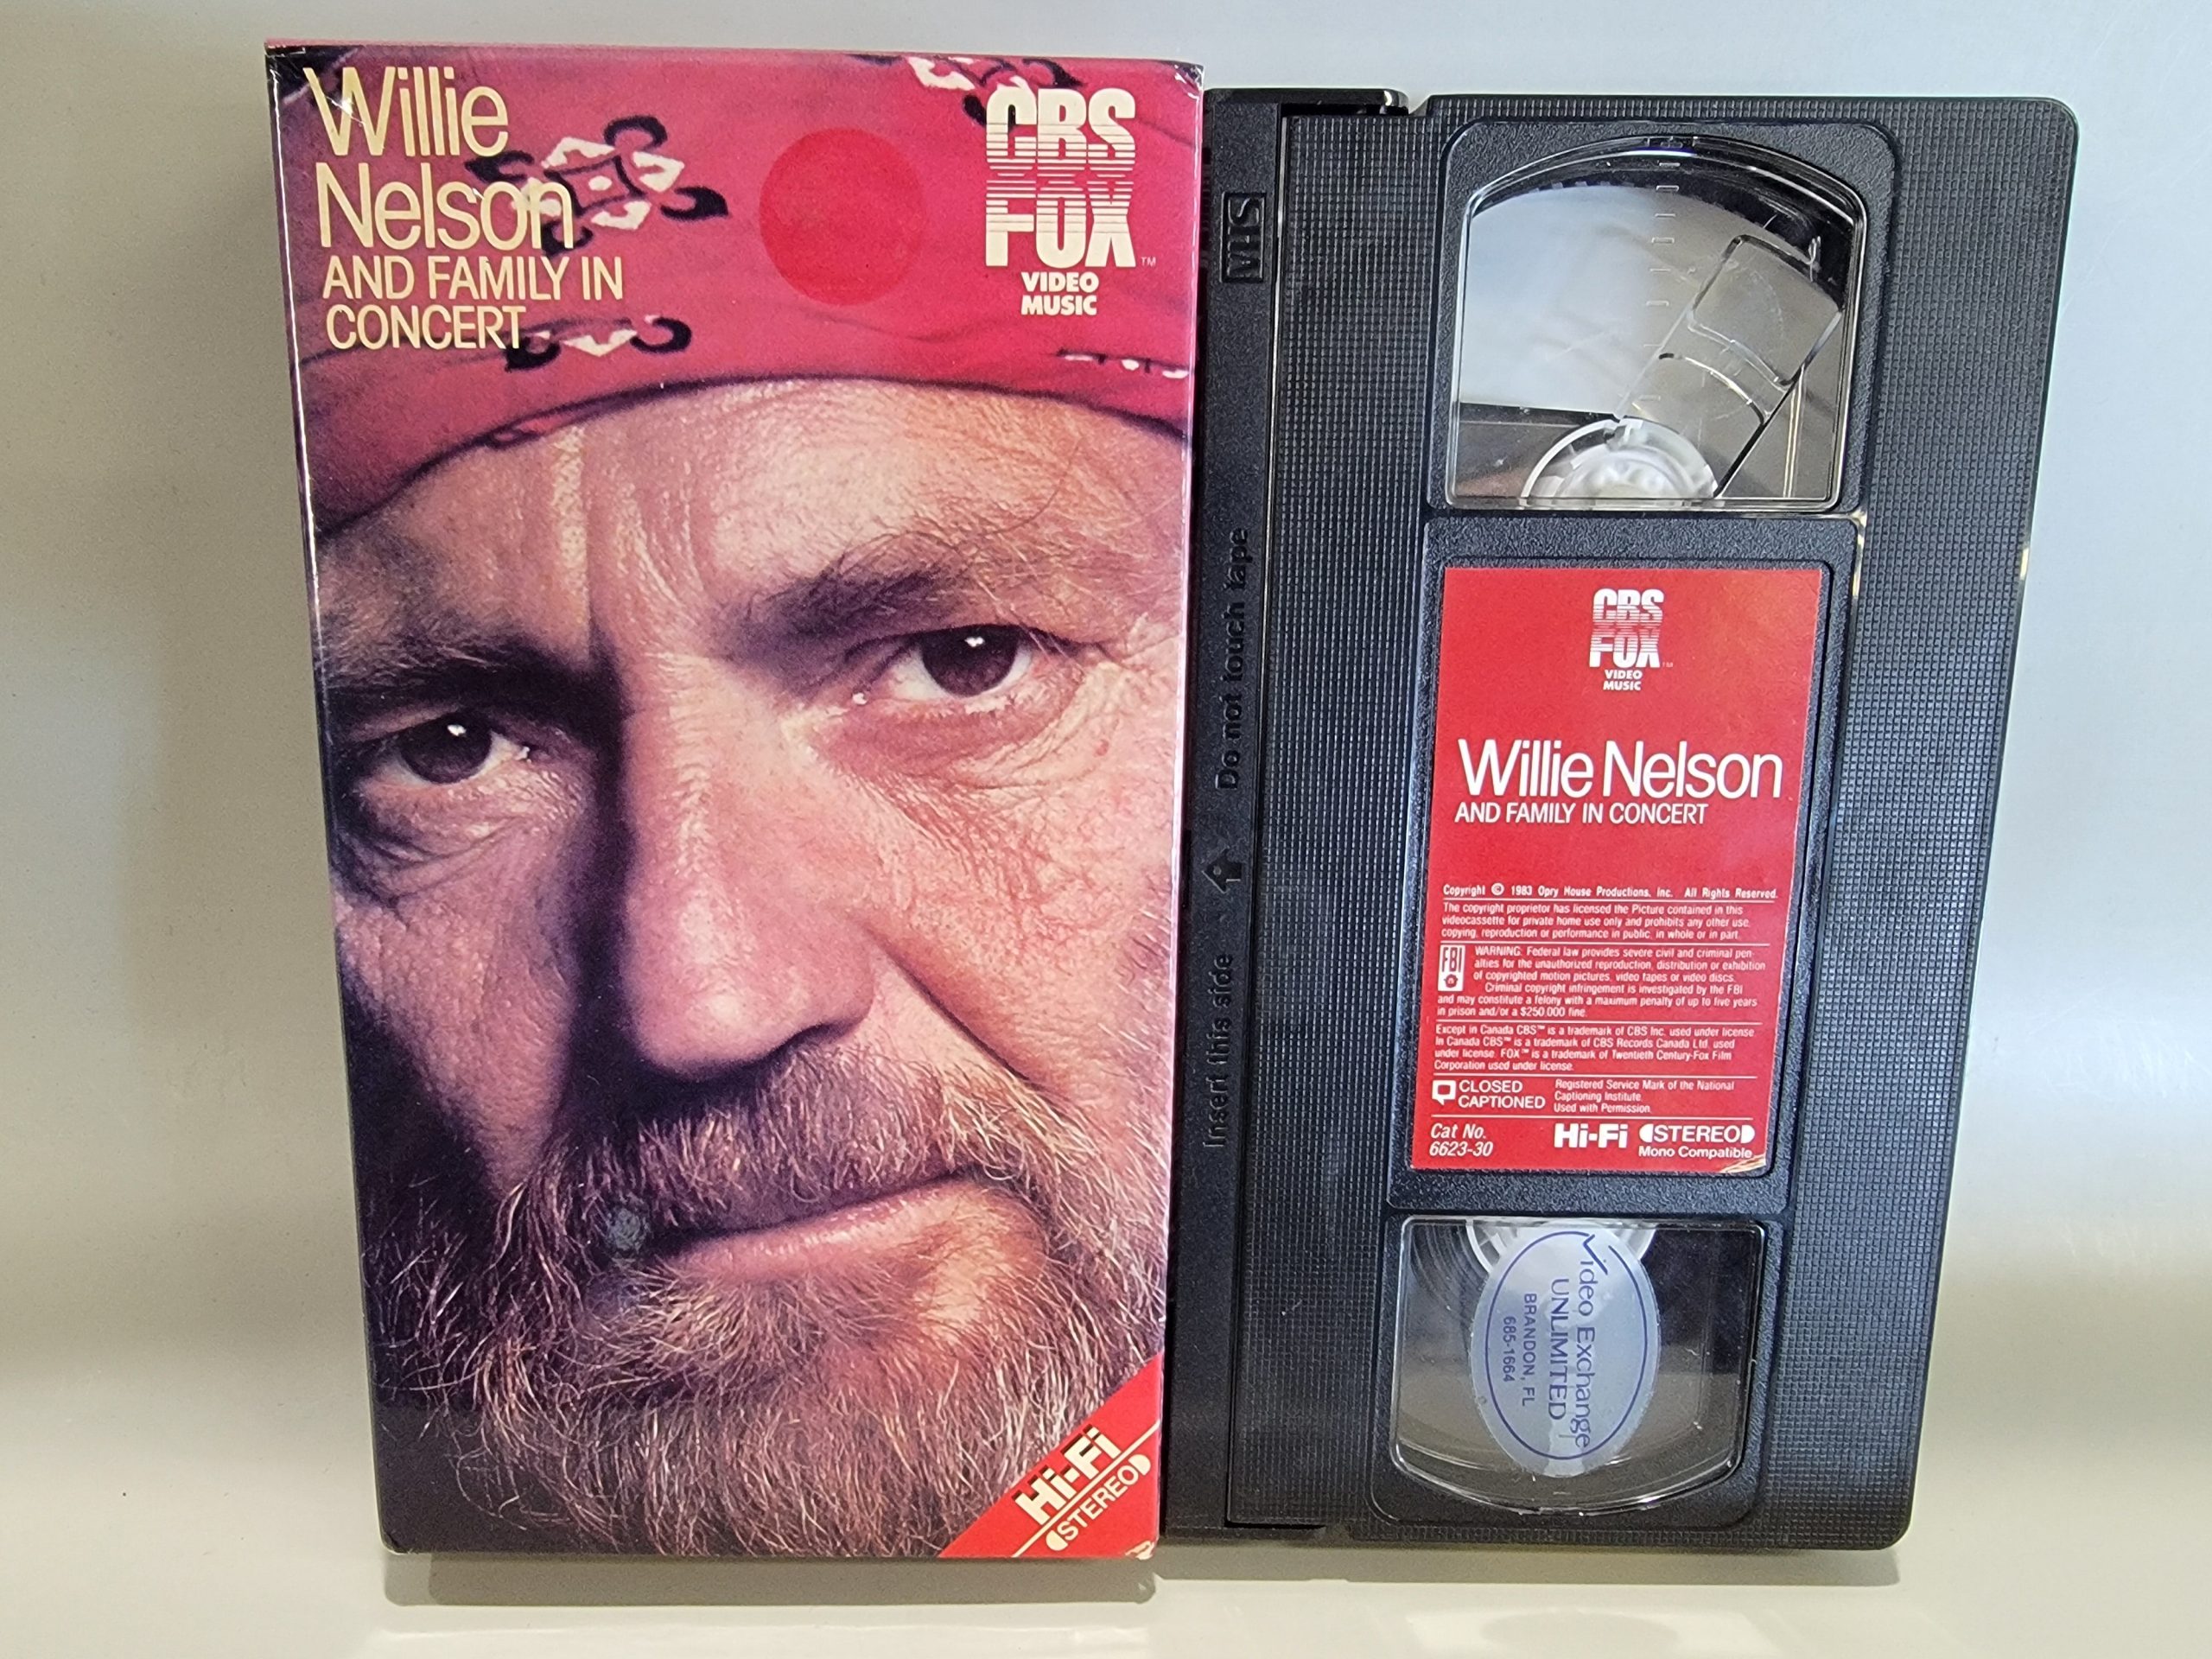 Willie
Nelson
AND FAMILY IN
CONCERT
CBS
FOX
TM
VIDEO
MUSIC
Hi-Fi
STEREO
VHS
Do not touch tape
Insert this side
CBS
FOX
TM
VIDEO
MUSIC
Willie Nelson
AND FAMILY IN CONCERT
Copyright © 1983 Opry House Productions, Inc. All Rights Reserved.
The copyright proprietor has licensed the Picture contained in this
videocassette for private home use only and prohibits any other use,
copying, reproduction or performance in public, in whole or in part.
FBI
WARNING: Federal law provides severe civil and criminal pen-
alties for the unauthorized reproduction, distribution or exhibition
of copyrighted motion pictures, video tapes or video discs.
Criminal copyright infringement is investigated by the FBI
and may constitute a felony with a maximum penalty of up to five years
in prison and/or a $250,000 fine.
Except in Canada CBS™ is a trademark of CBS Inc. used under license.
In Canada CBS™ is a trademark of CBS Records Canada Ltd. used
under license. FOX™ is a trademark of Twentieth Century-Fox Film
Corporation used under license.
CLOSED
CAPTIONED
Registered Service Mark of the National
Captioning Institute.
Used with Permission.
Cat No.
6623-30
Hi-Fi STEREO
Mono Compatible
Video Exchange
UNLIMITED
BRANDON, FL
685-1664